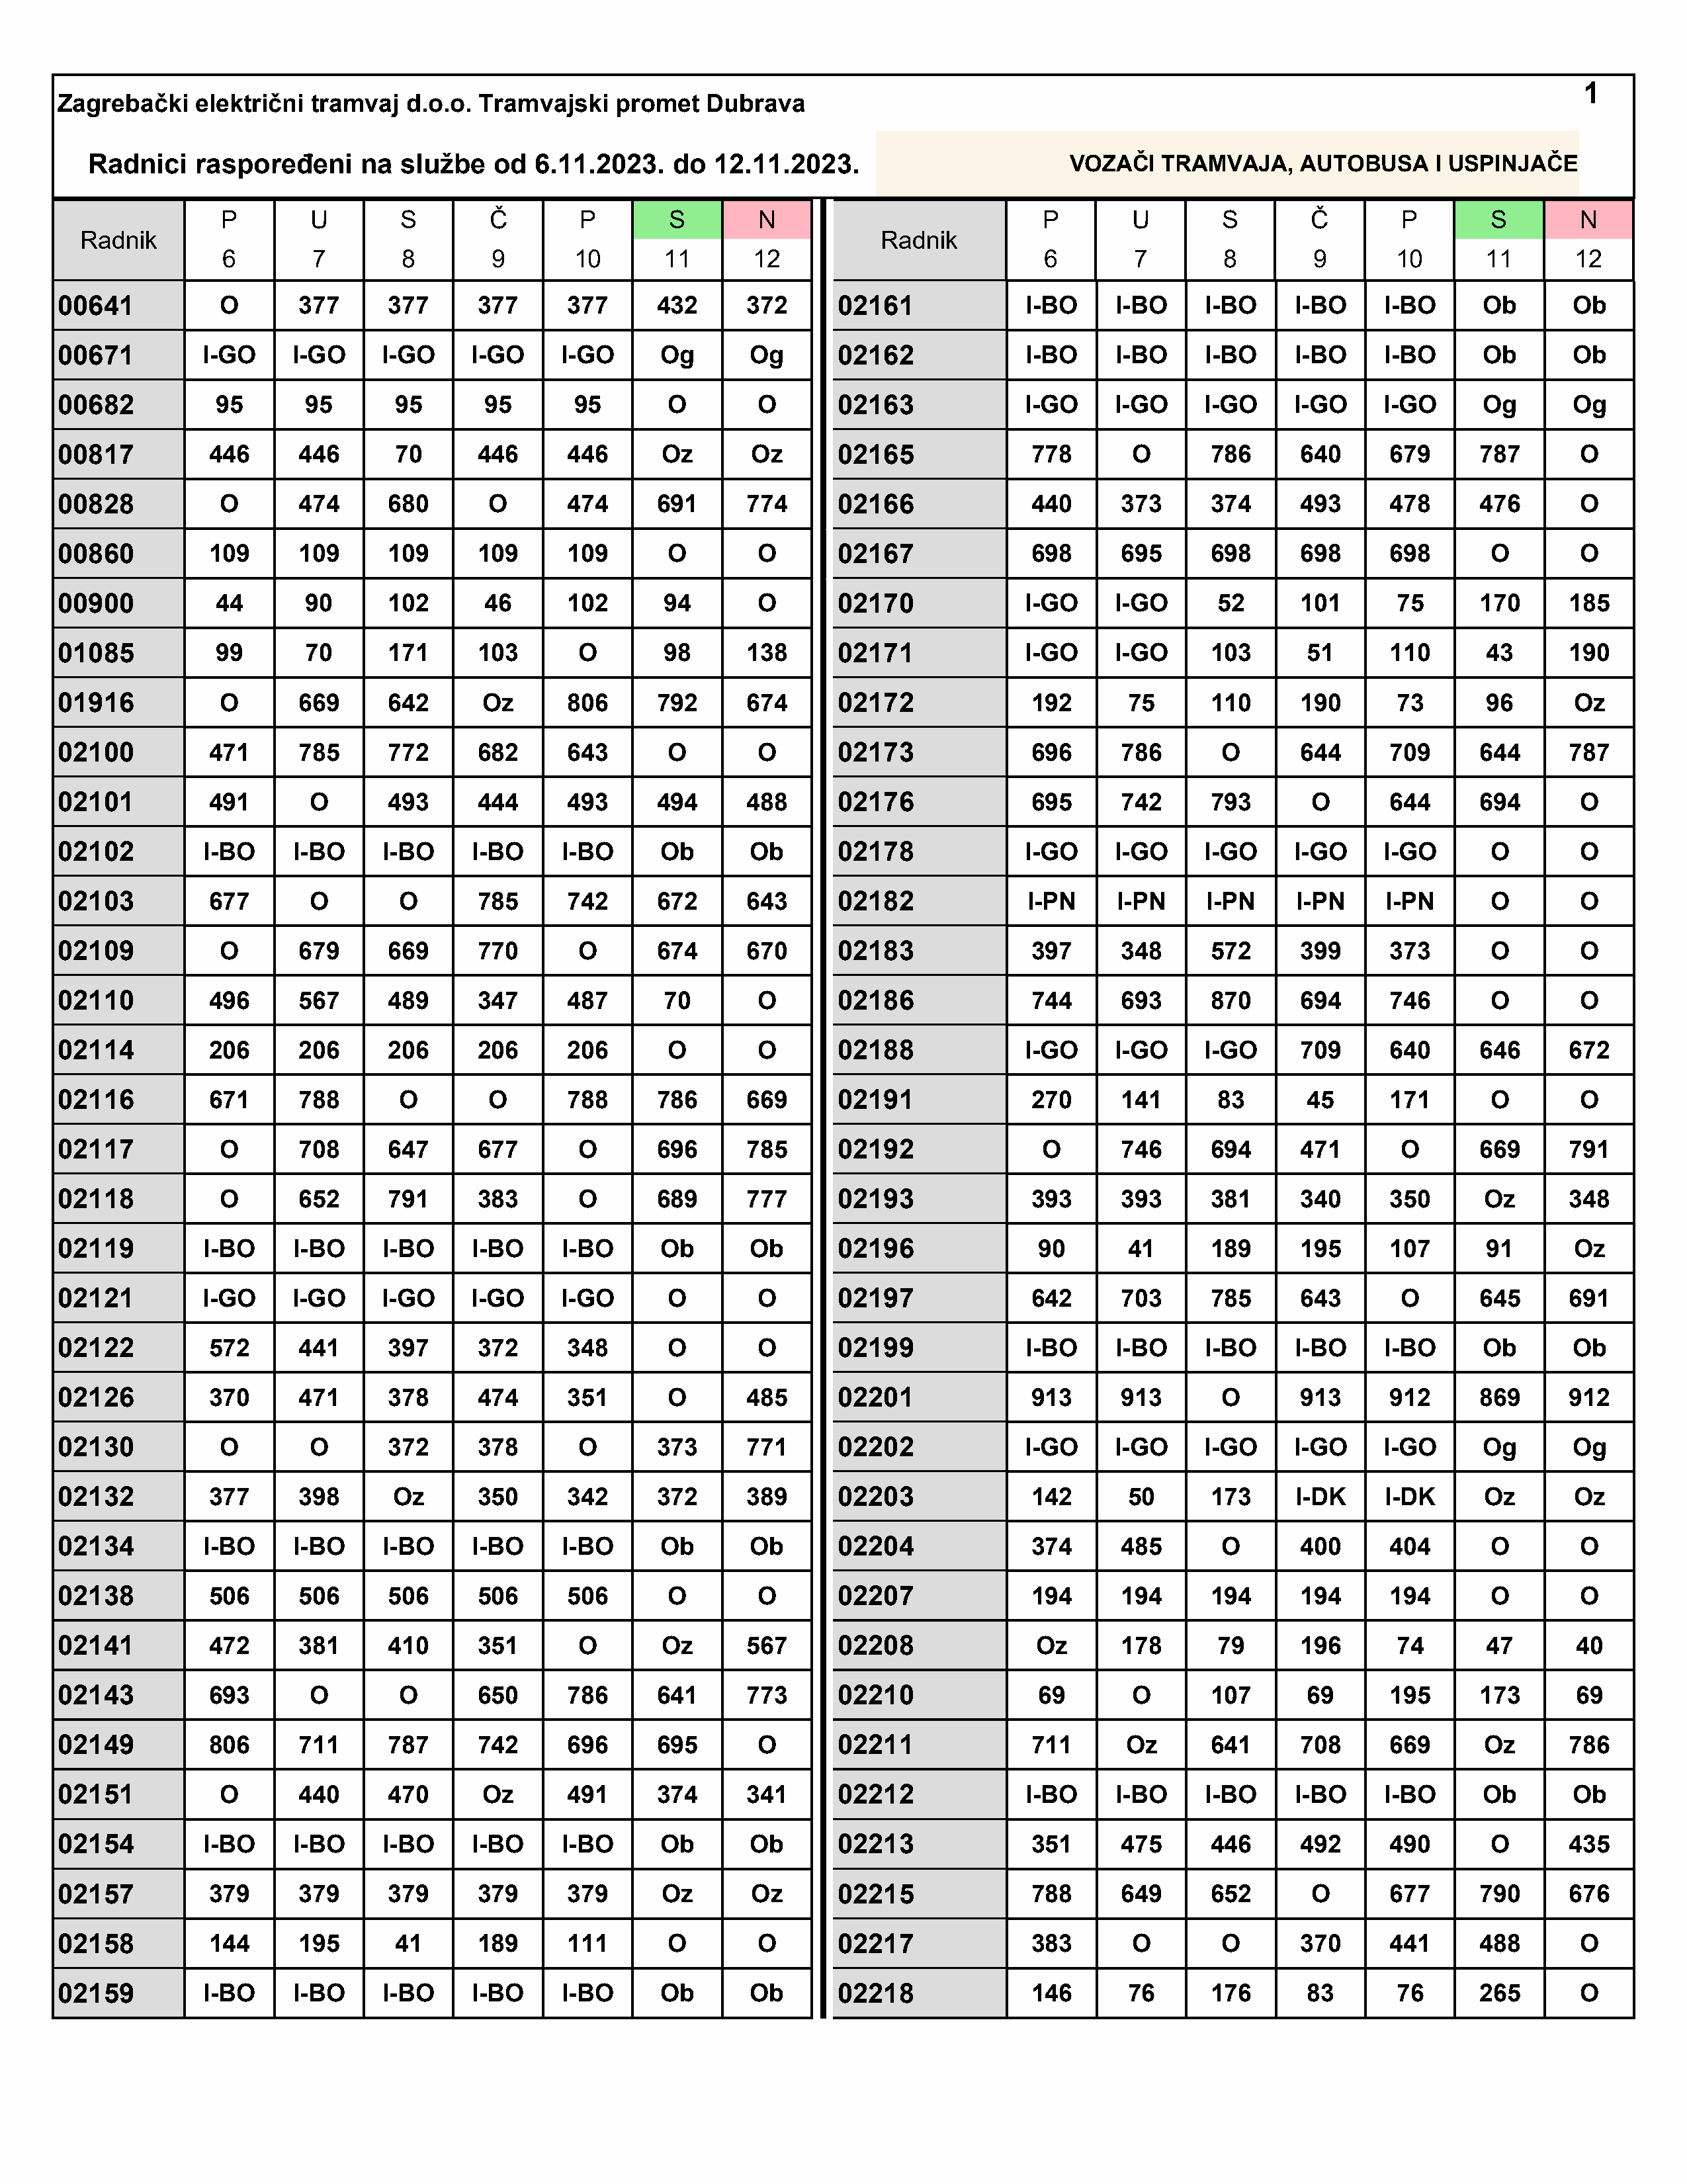 1
Zagrebački električni tramvaj d.o.o. Tramvajski promet Dubrava
Radnici raspoređeni na službe od 6.11.2023. do 12.11.2023. VOZAČI TRAMVAJA, AUTOBUSA I USPINJAČE
Radnik P U S Č P S N Radnik P U S Č P S N
6 7 8 9 10 11 12 6 7 8 9 10 11 12
00641 O 377 377 377 377 432 372 02161 I-BO I-BO I-BO I-BO I-BO Ob Ob
00671 I-GO I-GO I-GO I-GO I-GO Og Og 02162 I-BO I-BO I-BO I-BO I-BO Ob Ob
00682 95 95 95 95 95 O O 02163 I-GO I-GO I-GO I-GO I-GO Og Og
00817 446 446 70 446 446 Oz Oz 02165 778 O 786 640 679 787 O
00828 O 474 680 O 474 691 774 02166 440 373 374 493 478 476 O
00860 109 109 109 109 109 O O 02167 698 695 698 698 698 O O
00900 44 90 102 46 102 94 O 02170 I-GO I-GO 52 101 75 170 185
01085 99 70 171 103 O 98 138 02171 I-GO I-GO 103 51 110 43 190
01916 O 669 642 Oz 806 792 674 02172 192 75 110 190 73 96 Oz
02100 471 785 772 682 643 O O 02173 696 786 O 644 709 644 787
02101 491 O 493 444 493 494 488 02176 695 742 793 O 644 694 O
02102 I-BO I-BO I-BO I-BO I-BO Ob Ob 02178 I-GO I-GO I-GO I-GO I-GO O O
02103 677 O O 785 742 672 643 02182 I-PN I-PN I-PN I-PN I-PN O O
02109 O 679 669 770 O 674 670 02183 397 348 572 399 373 O O
02110 496 567 489 347 487 70 O 02186 744 693 870 694 746 O O
02114 206 206 206 206 206 O O 02188 I-GO I-GO I-GO 709 640 646 672
02116 671 788 O O 788 786 669 02191 270 141 83 45 171 O O
02117 O 708 647 677 O 696 785 02192 O 746 694 471 O 669 791
02118 O 652 791 383 O 689 777 02193 393 393 381 340 350 Oz 348
02119 I-BO I-BO I-BO I-BO I-BO Ob Ob 02196 90 41 189 195 107 91 Oz
02121 I-GO I-GO I-GO I-GO I-GO O O 02197 642 703 785 643 O 645 691
02122 572 441 397 372 348 O O 02199 I-BO I-BO I-BO I-BO I-BO Ob Ob
02126 370 471 378 474 351 O 485 02201 913 913 O 913 912 869 912
02130 O O 372 378 O 373 771 02202 I-GO I-GO I-GO I-GO I-GO Og Og
02132 377 398 Oz 350 342 372 389 02203 142 50 173 I-DK I-DK Oz Oz
02134 I-BO I-BO I-BO I-BO I-BO Ob Ob 02204 374 485 O 400 404 O O
02138 506 506 506 506 506 O O 02207 194 194 194 194 194 O O
02141 472 381 410 351 O Oz 567 02208 Oz 178 79 196 74 47 40
02143 693 O O 650 786 641 773 02210 69 O 107 69 195 173 69
02149 806 711 787 742 696 695 O 02211 711 Oz 641 708 669 Oz 786
02151 O 440 470 Oz 491 374 341 02212 I-BO I-BO I-BO I-BO I-BO Ob Ob
02154 I-BO I-BO I-BO I-BO I-BO Ob Ob 02213 351 475 446 492 490 O 435
02157 379 379 379 379 379 Oz Oz 02215 788 649 652 O 677 790 676
02158 144 195 41 189 111 O O 02217 383 O O 370 441 488 O
02159 I-BO I-BO I-BO I-BO I-BO Ob Ob 02218 146 76 176 83 76 265 O